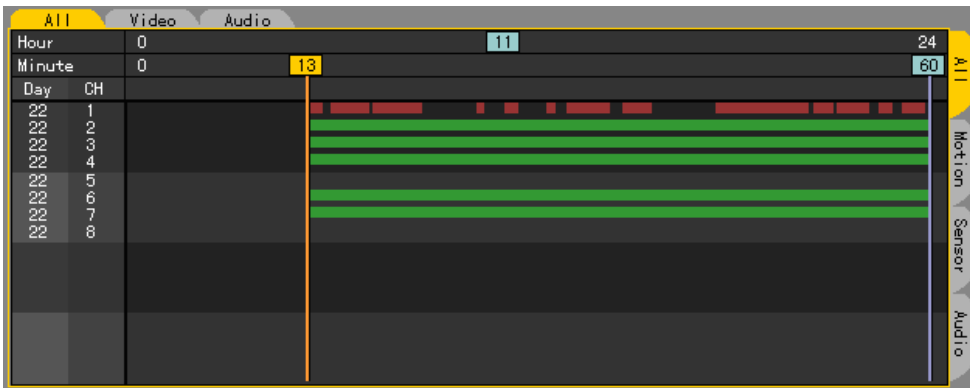 All Video Audio
Hour 0 11 24
Minute 0 13 60
Day CH
22 1
22 2
22 3
22 4
22 5
22 6
22 7
22 8
All
Motion
Sensor
Audio